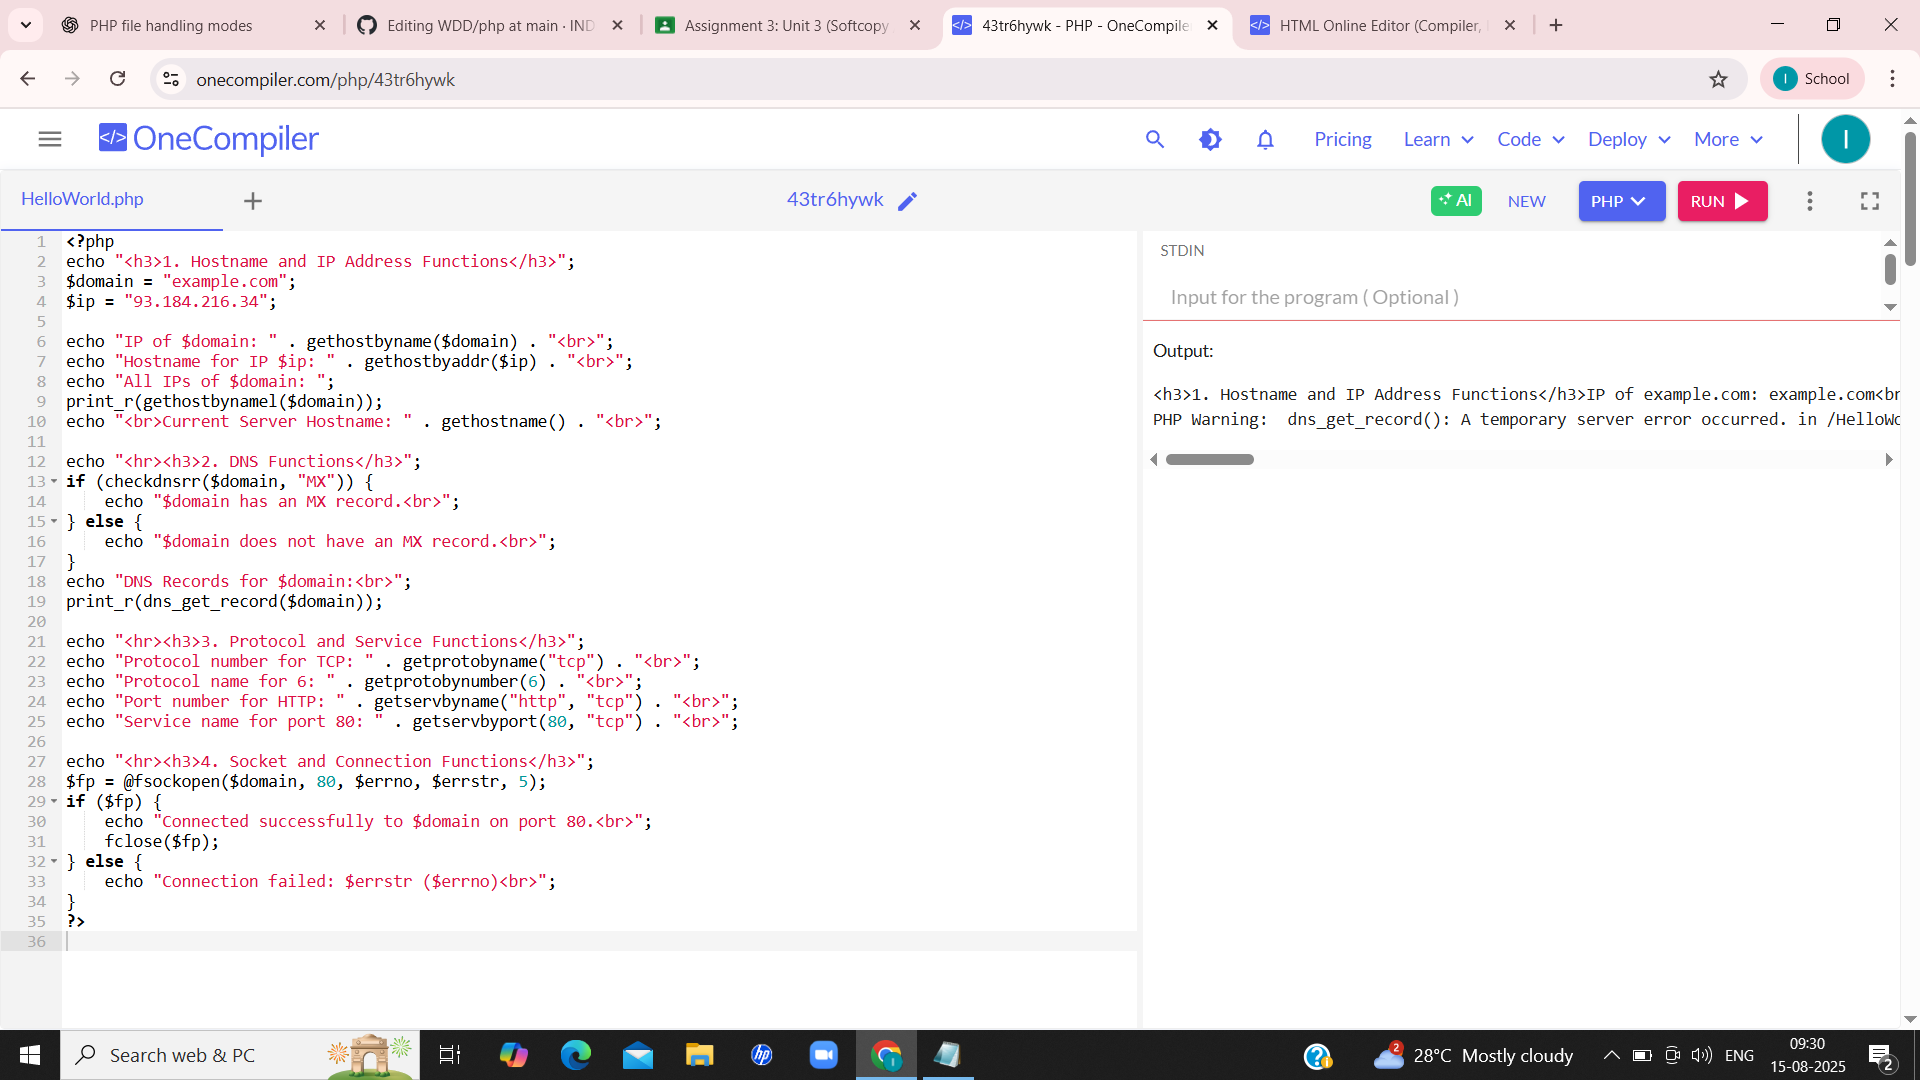 PHP file handling modes
Editing WDD/php at main · IND
Assignment 3: Unit 3 (Softcopy
43tr6hywk - PHP - OneCompile
HTML Online Editor (Compiler,
onecompiler.com/php/43tr6hywk
I School
</> OneCompiler
Pricing Learn Code Deploy More
I
HelloWorld.php
43tr6hywk
AI NEW PHP RUN
1 <?php
2 echo "<h3>1. Hostname and IP Address Functions</h3>";
3 $domain = "example.com";
4 $ip = "93.184.216.34";
5
6 echo "IP of $domain: " . gethostbyname($domain) . "<br>";
7 echo "Hostname for IP $ip: " . gethostbyaddr($ip) . "<br>";
8 echo "All IPs of $domain: ";
9 print_r(gethostbynamel($domain));
10 echo "<br>Current Server Hostname: " . gethostname() . "<br>";
11
12 echo "<hr><h3>2. DNS Functions</h3>";
13 if (checkdnsrr($domain, "MX")) {
14 echo "$domain has an MX record.<br>";
15 } else {
16 echo "$domain does not have an MX record.<br>";
17 }
18 echo "DNS Records for $domain:<br>";
19 print_r(dns_get_record($domain));
20
21 echo "<hr><h3>3. Protocol and Service Functions</h3>";
22 echo "Protocol number for TCP: " . getprotobyname("tcp") . "<br>";
23 echo "Protocol name for 6: " . getprotobynumber(6) . "<br>";
24 echo "Port number for HTTP: " . getservbyname("http", "tcp") . "<br>";
25 echo "Service name for port 80: " . getservbyport(80, "tcp") . "<br>";
26
27 echo "<hr><h3>4. Socket and Connection Functions</h3>";
28 $fp = @fsockopen($domain, 80, $errno, $errstr, 5);
29 if ($fp) {
30 echo "Connected successfully to $domain on port 80.<br>";
31 fclose($fp);
32 } else {
33 echo "Connection failed: $errstr ($errno)<br>";
34 }
35 ?>
36
STDIN
Input for the program ( Optional )
Output:
<h3>1. Hostname and IP Address Functions</h3>IP of example.com: example.com<br
PHP Warning:  dns_get_record(): A temporary server error occurred. in /HelloWo
Search web & PC
hp
2
28°C Mostly cloudy
ENG
09:30
15-08-2025
2